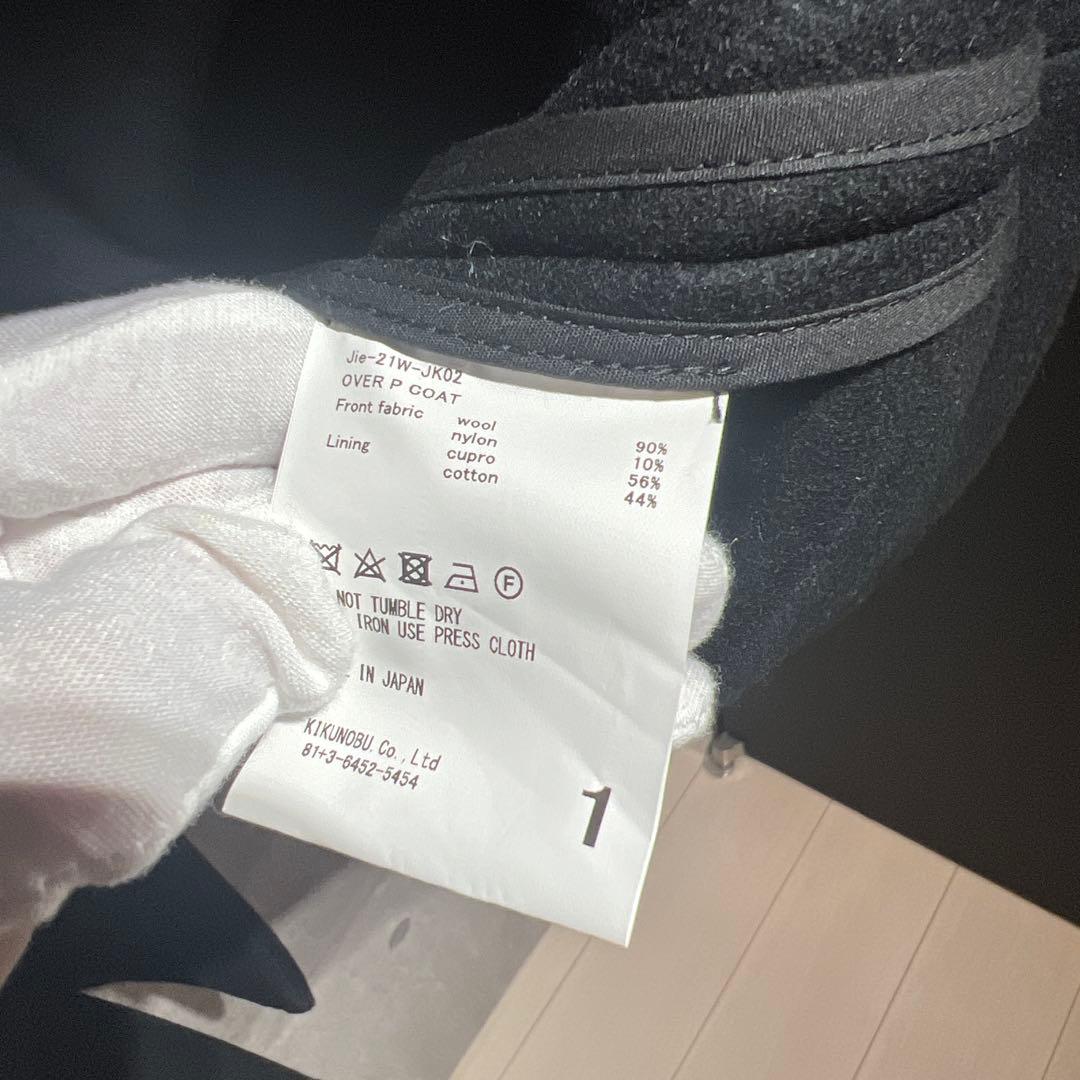 Jie-21W-JK02
OVER P COAT
Front fabric wool 90%
nylon 10%
Lining cupro 56%
cotton 44%
F
NOT TUMBLE DRY
IRON USE PRESS CLOTH
IN JAPAN
KIKUNOBU.Co.,Ltd
81+3-6452-5454
1